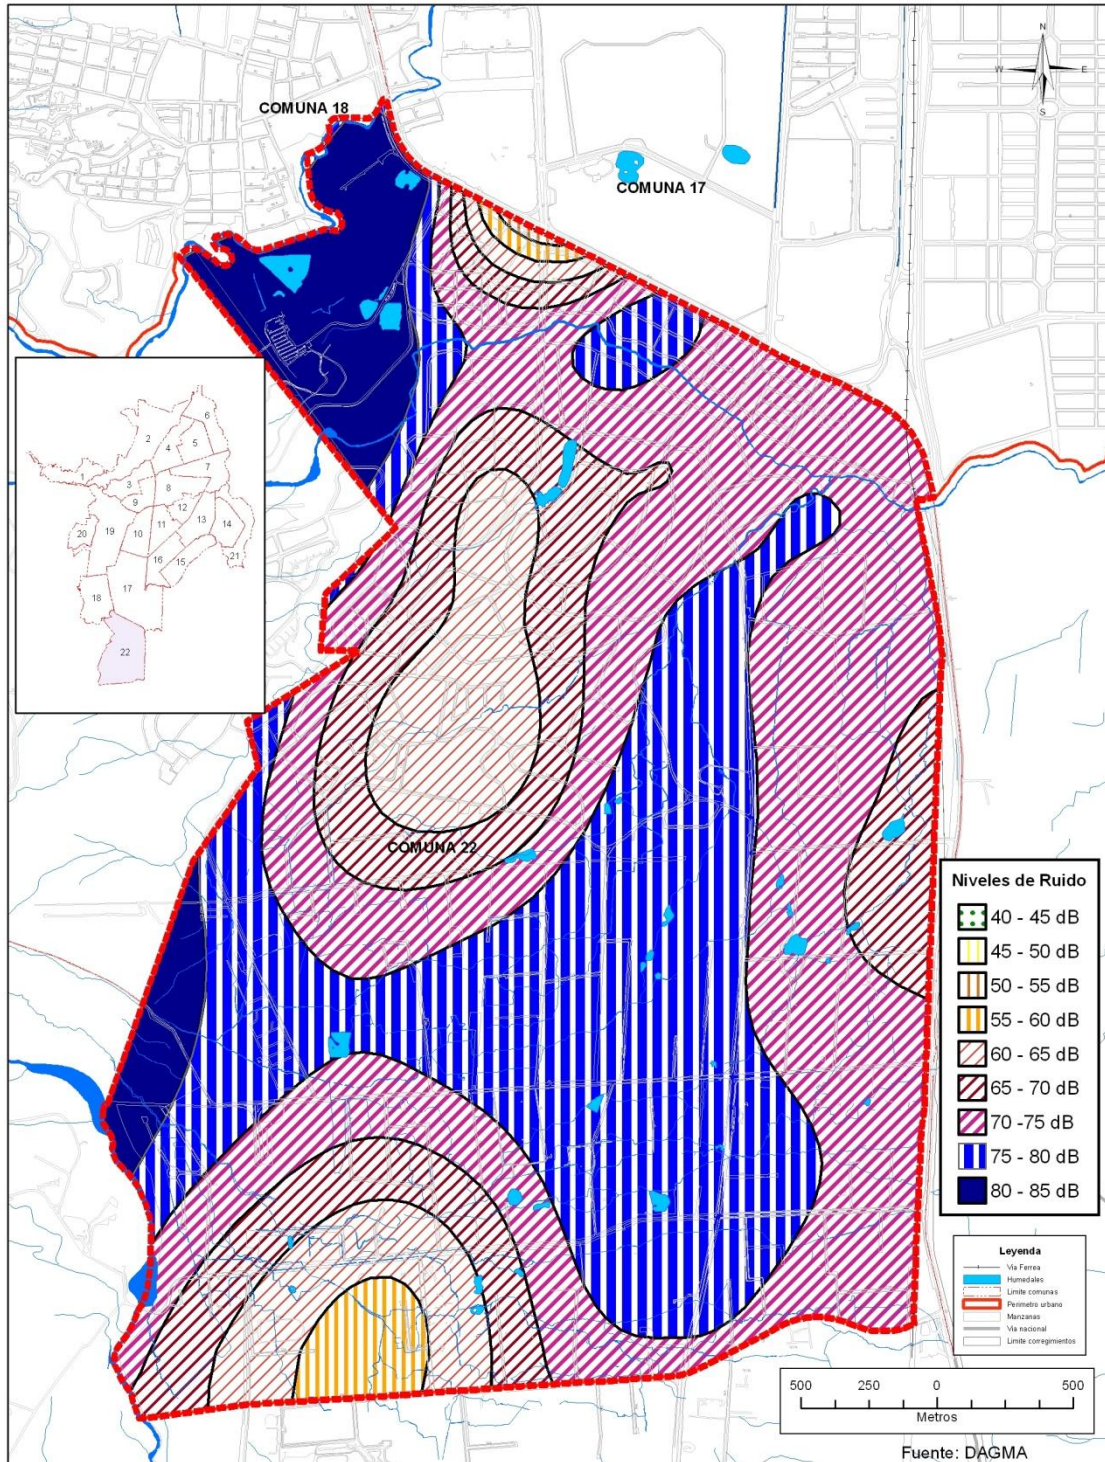 COMUNA 18
N
W
E
S
COMUNA 17
6
2
5
4
7
1
3
8
9
12
13
14
20
19
10
11
16
15
21
17
18
22
COMUNA 22
Niveles de Ruido
40 - 45 dB
45 - 50 dB
50 - 55 dB
55 - 60 dB
60 - 65 dB
65 - 70 dB
70 -75 dB
75 - 80 dB
80 - 85 dB
Leyenda
Via Ferrea
Humedales
Limite comunas
Perimetro urbano
Manzanas
Via nacional
Limite corregimientos
500 250 0 500
Metros
Fuente: DAGMA